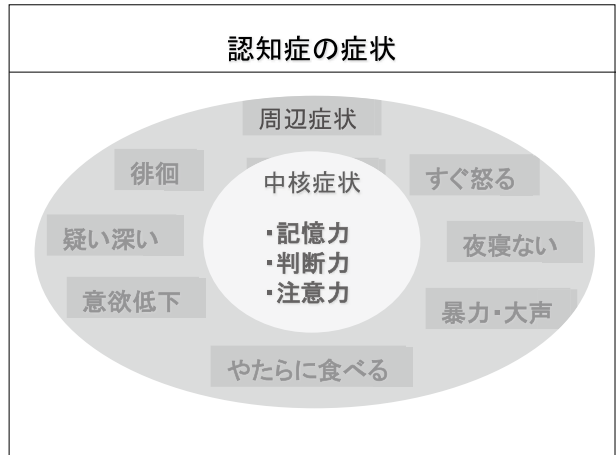 認知症の症状
周辺症状
徘徊
中核症状
すぐ怒る
疑い深い
・記憶力
・判断力
・注意力
夜寝ない
意欲低下
暴力・大声
やたらに食べる